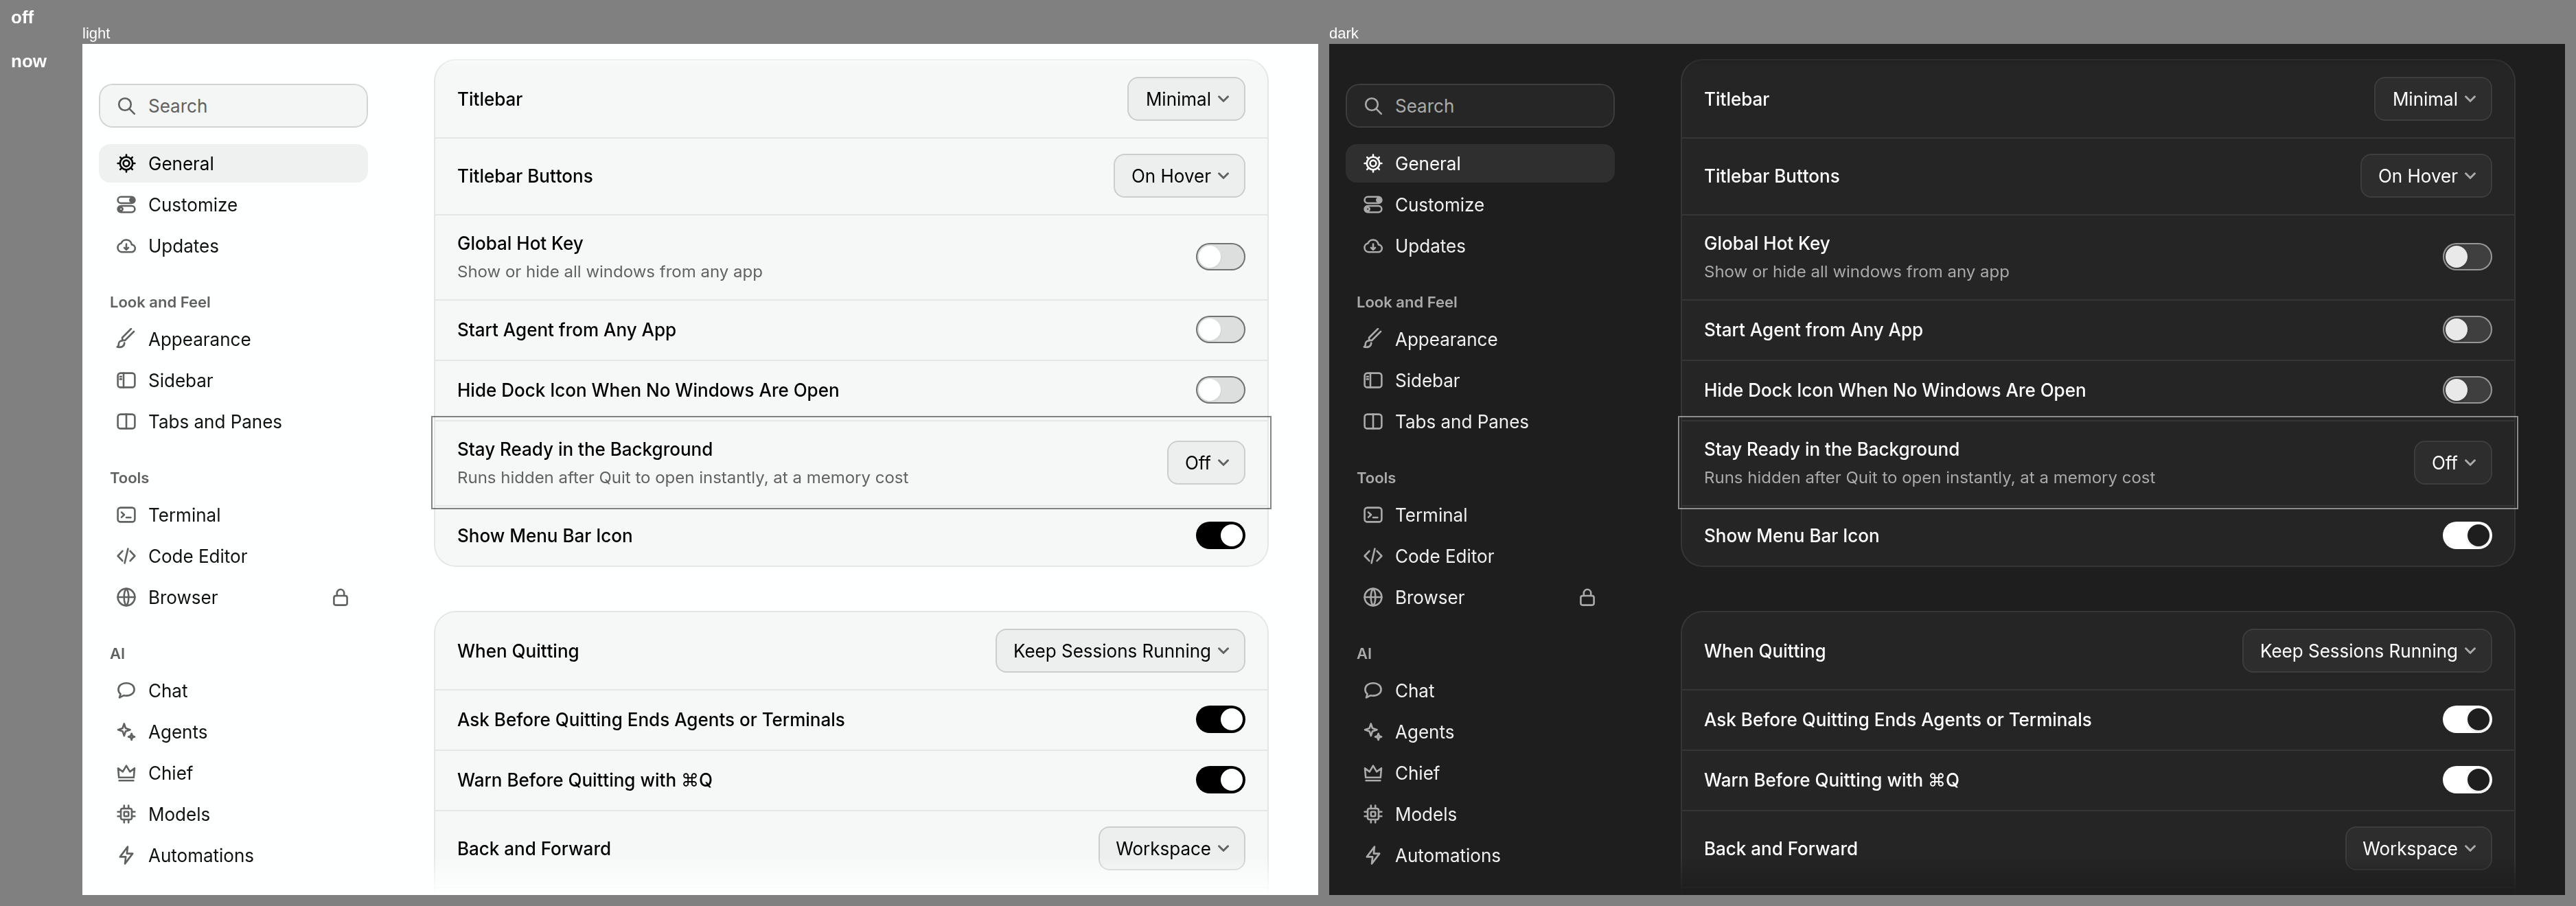 off
now
light
Search
General
Customize
Updates
Look and Feel
Appearance
Sidebar
Tabs and Panes
Tools
Terminal
Code Editor
Browser
AI
Chat
Agents
Chief
Models
Automations
Titlebar
Minimal
Titlebar Buttons
On Hover
Global Hot Key
Show or hide all windows from any app
Start Agent from Any App
Hide Dock Icon When No Windows Are Open
Stay Ready in the Background
Runs hidden after Quit to open instantly, at a memory cost
Off
Show Menu Bar Icon
When Quitting
Keep Sessions Running
Ask Before Quitting Ends Agents or Terminals
Warn Before Quitting with ⌘Q
Back and Forward
Workspace
dark
Search
General
Customize
Updates
Look and Feel
Appearance
Sidebar
Tabs and Panes
Tools
Terminal
Code Editor
Browser
AI
Chat
Agents
Chief
Models
Automations
Titlebar
Minimal
Titlebar Buttons
On Hover
Global Hot Key
Show or hide all windows from any app
Start Agent from Any App
Hide Dock Icon When No Windows Are Open
Stay Ready in the Background
Runs hidden after Quit to open instantly, at a memory cost
Off
Show Menu Bar Icon
When Quitting
Keep Sessions Running
Ask Before Quitting Ends Agents or Terminals
Warn Before Quitting with ⌘Q
Back and Forward
Workspace